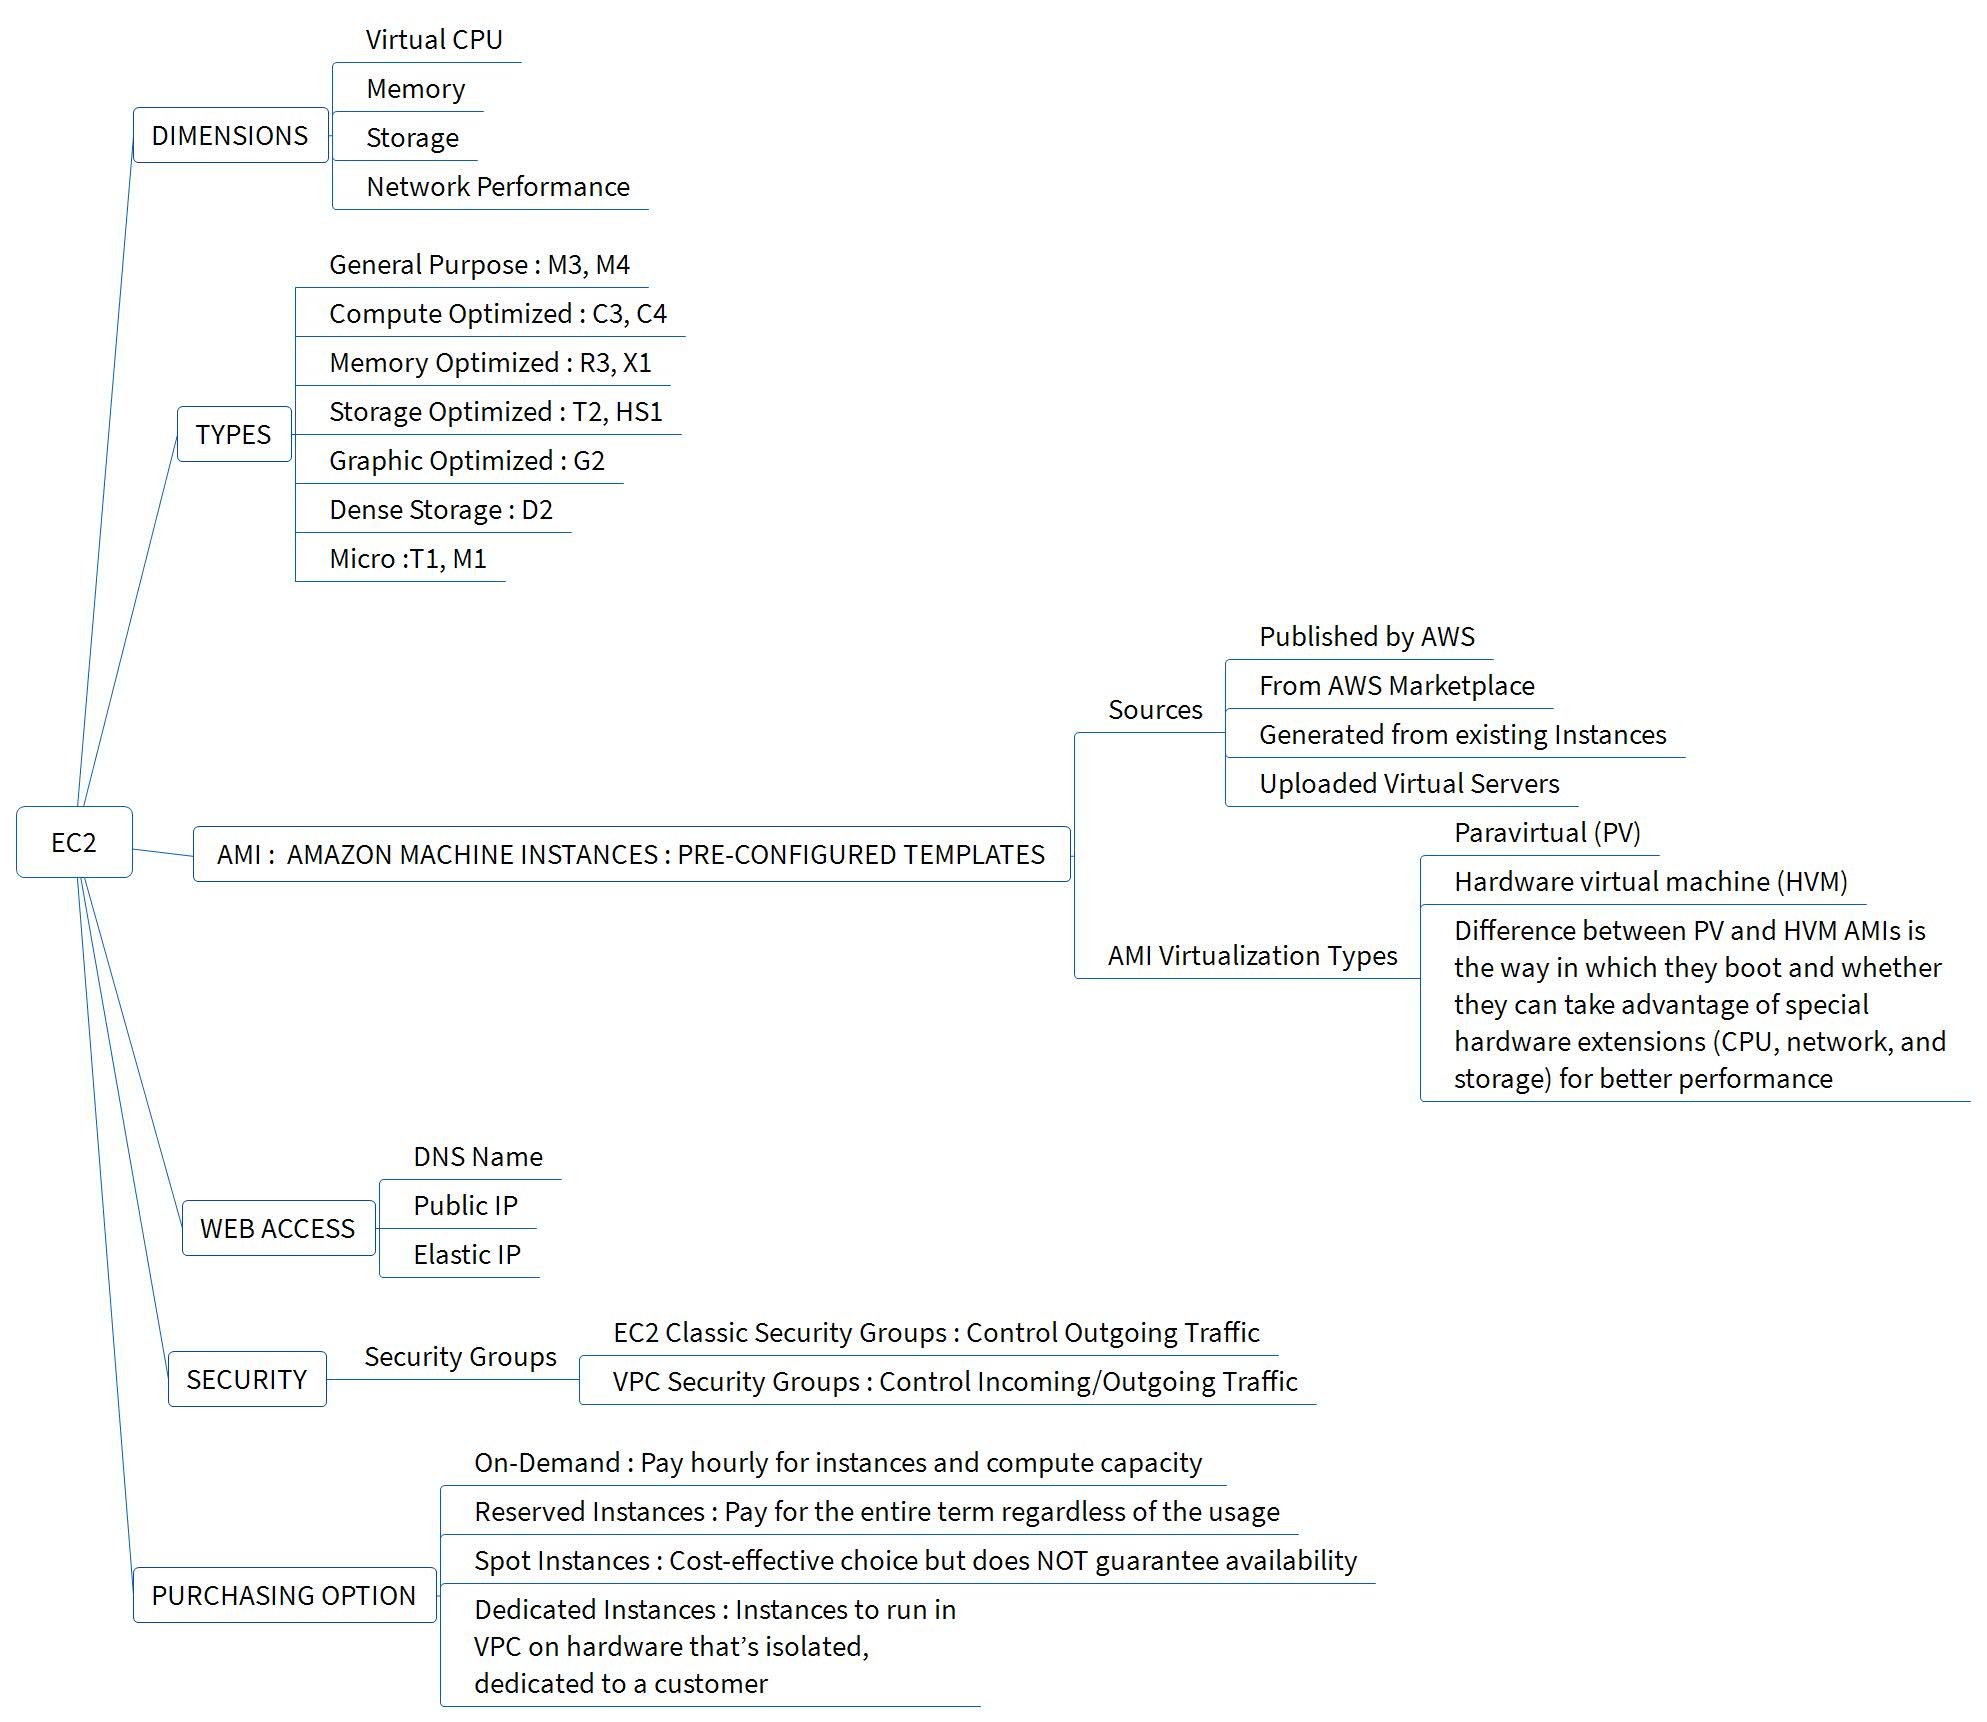 EC2
DIMENSIONS
Virtual CPU
Memory
Storage
Network Performance
TYPES
General Purpose : M3, M4
Compute Optimized : C3, C4
Memory Optimized : R3, X1
Storage Optimized : T2, HS1
Graphic Optimized : G2
Dense Storage : D2
Micro :T1, M1
AMI :  AMAZON MACHINE INSTANCES : PRE-CONFIGURED TEMPLATES
Sources
Published by AWS
From AWS Marketplace
Generated from existing Instances
Uploaded Virtual Servers
AMI Virtualization Types
Paravirtual (PV)
Hardware virtual machine (HVM)
Difference between PV and HVM AMIs is
the way in which they boot and whether
they can take advantage of special
hardware extensions (CPU, network, and
storage) for better performance
WEB ACCESS
DNS Name
Public IP
Elastic IP
SECURITY
Security Groups
EC2 Classic Security Groups : Control Outgoing Traffic
VPC Security Groups : Control Incoming/Outgoing Traffic
PURCHASING OPTION
On-Demand : Pay hourly for instances and compute capacity
Reserved Instances : Pay for the entire term regardless of the usage
Spot Instances : Cost-effective choice but does NOT guarantee availability
Dedicated Instances : Instances to run in
VPC on hardware that’s isolated,
dedicated to a customer